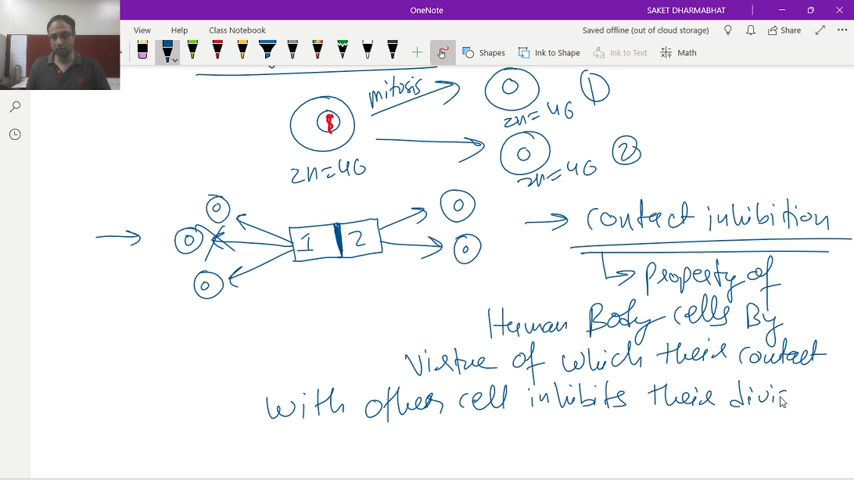 OneNote
SAKET DHARMABHAT
View
Help
Class Notebook
Saved offline (out of cloud storage)
Share
Shapes
Ink to Shape
Ink to Text
Math
mitosis
2n=46
1
2n=46
2n=46
2
1 2
contact inhibition
Property of
Human Body cells By
virtue of which their contact
with other cell inhibits their divi